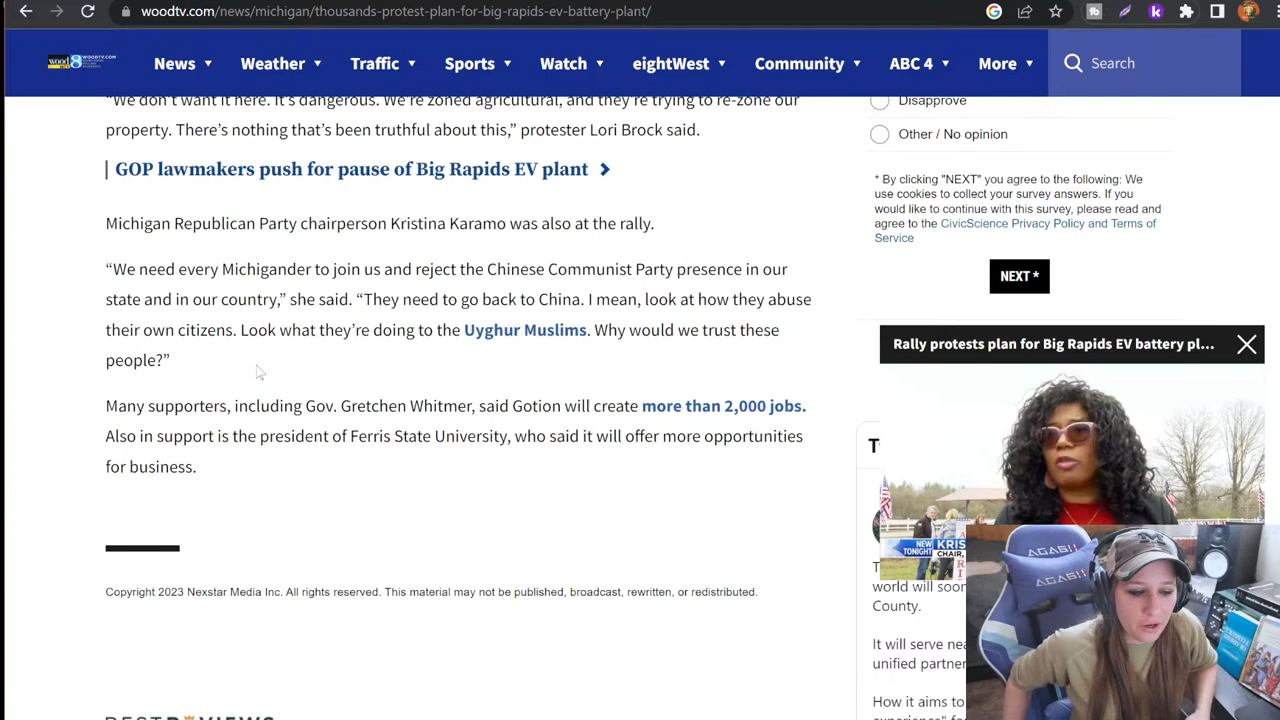 woodtv.com/news/michigan/thousands-protest-plan-for-big-rapids-ev-battery-plant/
wood 8 WOODTV.COM
News Weather Traffic Sports Watch eightWest Community ABC 4 More Search
“We don’t want it here. It’s dangerous. We’re zoned agricultural, and they’re trying to re-zone our
property. There’s nothing that’s been truthful about this,” protester Lori Brock said.
GOP lawmakers push for pause of Big Rapids EV plant
Michigan Republican Party chairperson Kristina Karamo was also at the rally.
“We need every Michigander to join us and reject the Chinese Communist Party presence in our
state and in our country,” she said. “They need to go back to China. I mean, look at how they abuse
their own citizens. Look what they’re doing to the Uyghur Muslims. Why would we trust these
people?”
Many supporters, including Gov. Gretchen Whitmer, said Gotion will create more than 2,000 jobs.
Also in support is the president of Ferris State University, who said it will offer more opportunities
for business.
Copyright 2023 Nexstar Media Inc. All rights reserved. This material may not be published, broadcast, rewritten, or redistributed.
Disapprove
Other / No opinion
* By clicking "NEXT" you agree to the following: We
use cookies to collect your survey answers. If you
would like to continue with this survey, please read and
agree to the CivicScience Privacy Policy and Terms of
Service
NEXT *
Rally protests plan for Big Rapids EV battery pl...
NEW
TONIGHT
KRIS
CHAIR,
world will soon
County.
It will serve nea
unified partner
How it aims to
AGABII
AGABII